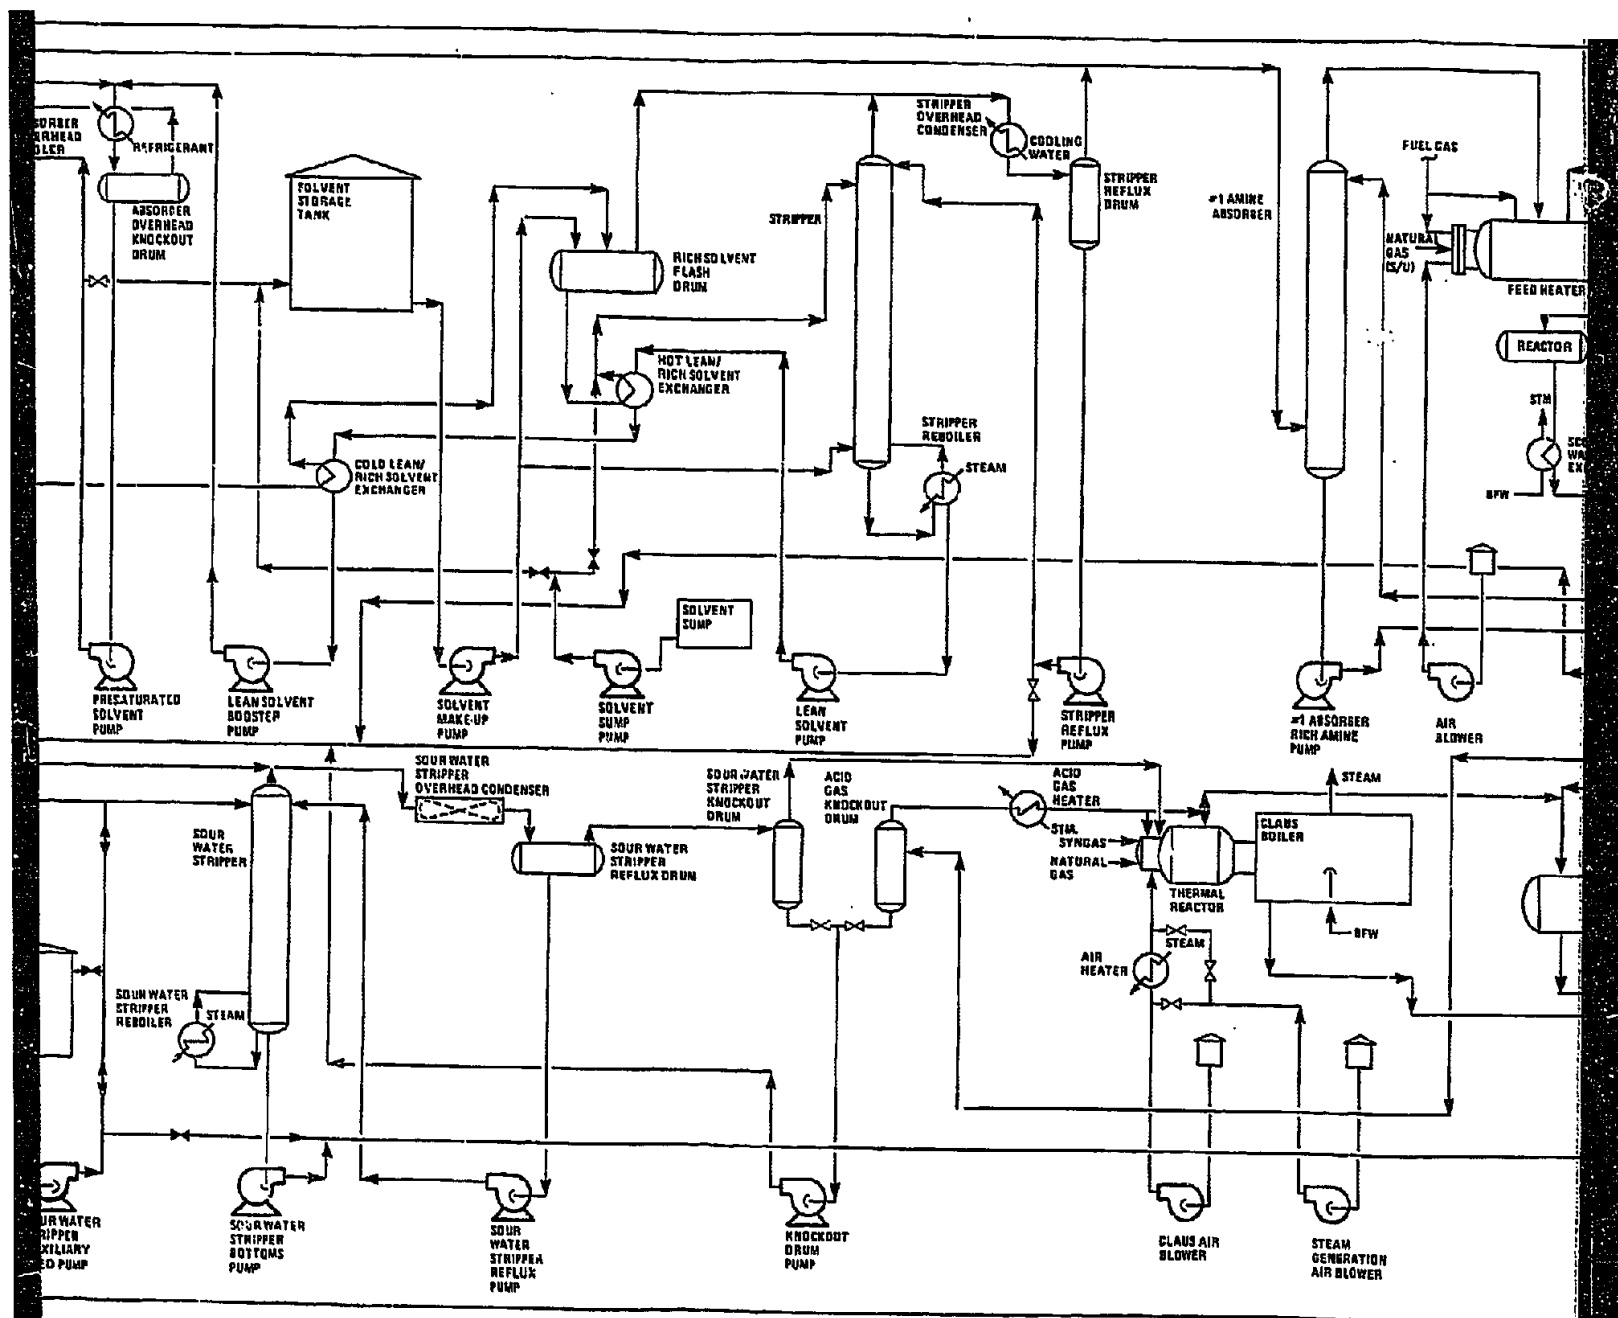 REFRIGERANT
ABSORBER
OVERHEAD
KNOCKOUT
DRUM
SOLVENT
STORAGE
TANK
RICH SOLVENT
FLASH
DRUM
HOT LEAN/
RICH SOLVENT
EXCHANGER
COLD LEAN/
RICH SOLVENT
EXCHANGER
STRIPPER
STRIPPER
OVERHEAD
CONDENSER
COOLING
WATER
STRIPPER
REFLUX
DRUM
STRIPPER
REBOILER
STEAM
#1 AMINE
ABSORBER
FUEL GAS
NATURAL
GAS
(S/U)
FEED HEATER
REACTOR
STM
BFW
SOLVENT
SUMP
PRESATURATED
SOLVENT
PUMP
LEAN SOLVENT
BOOSTER
PUMP
SOLVENT
MAKE-UP
PUMP
SOLVENT
SUMP
PUMP
LEAN
SOLVENT
PUMP
STRIPPER
REFLUX
PUMP
#1 ABSORBER
RICH AMINE
PUMP
AIR
BLOWER
SOUR WATER
STRIPPER
OVERHEAD CONDENSER
SOUR WATER
STRIPPER
KNOCKOUT
DRUM
ACID
GAS
KNOCKOUT
DRUM
ACID
GAS
HEATER
STM.
SYNGAS
NATURAL
GAS
THERMAL
REACTOR
CLAUS
BOILER
STEAM
BFW
SOUR
WATER
STRIPPER
SOUR WATER
STRIPPER
REFLUX DRUM
AIR
HEATER
STEAM
SOUR WATER
STRIPPER
REBOILER
STEAM
SOUR WATER
STRIPPER
BOTTOMS
PUMP
SOUR
WATER
STRIPPER
REFLUX
PUMP
KNOCKOUT
DRUM
PUMP
CLAUS AIR
BLOWER
STEAM
GENERATION
AIR BLOWER